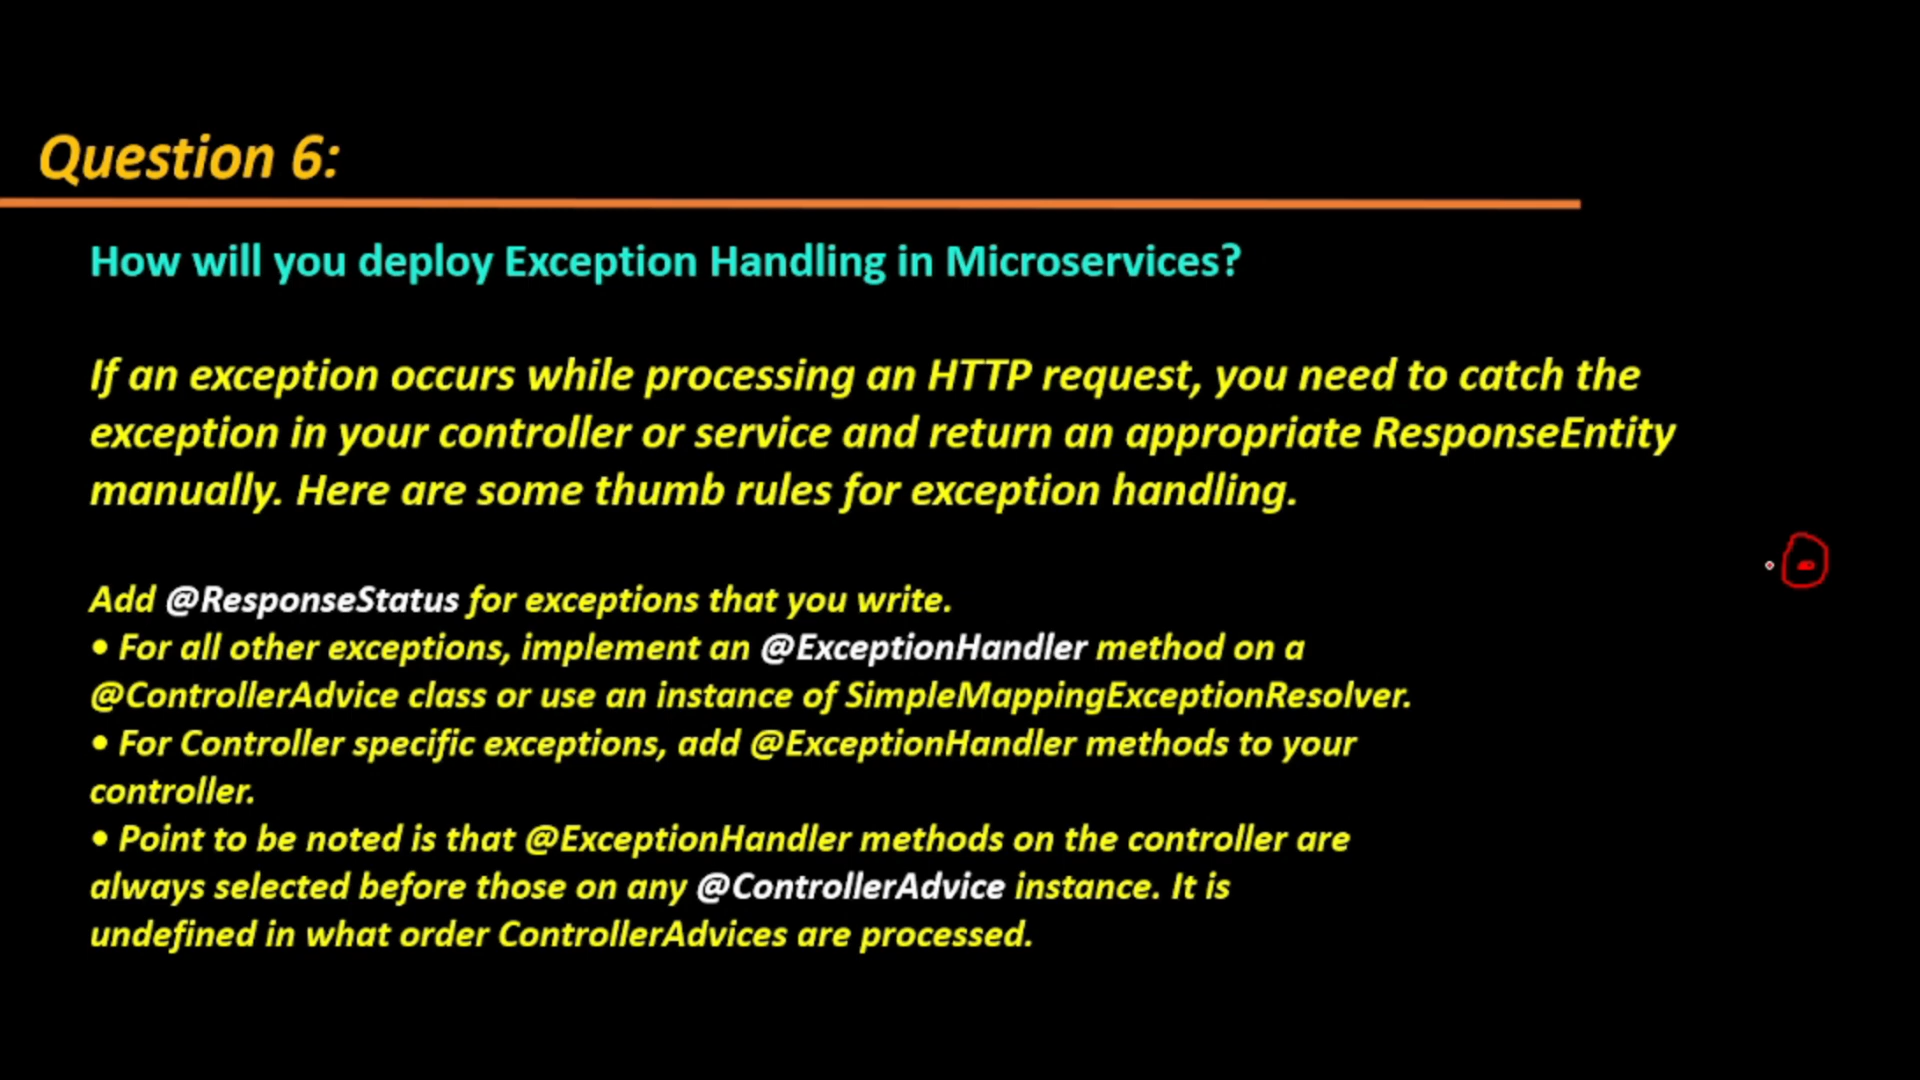 Question 6:
How will you deploy Exception Handling in Microservices?
If an exception occurs while processing an HTTP request, you need to catch the
exception in your controller or service and return an appropriate ResponseEntity
manually. Here are some thumb rules for exception handling.
Add @ResponseStatus for exceptions that you write.
• For all other exceptions, implement an @ExceptionHandler method on a
@ControllerAdvice class or use an instance of SimpleMappingExceptionResolver.
• For Controller specific exceptions, add @ExceptionHandler methods to your
controller.
• Point to be noted is that @ExceptionHandler methods on the controller are
always selected before those on any @ControllerAdvice instance. It is
undefined in what order ControllerAdvices are processed.